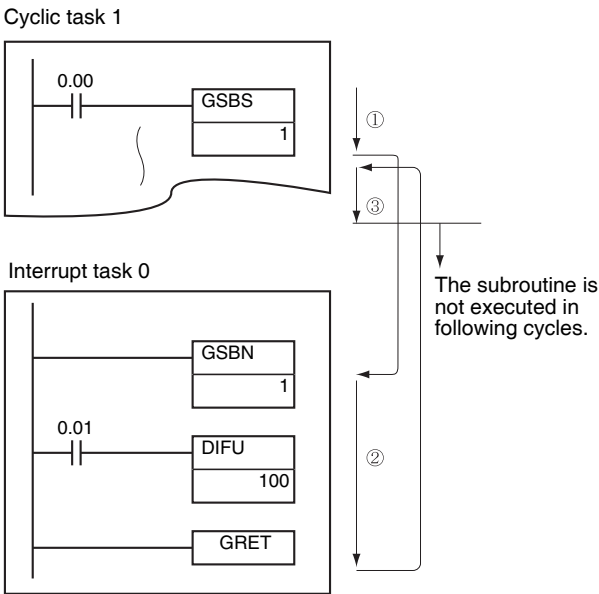 Cyclic task 1
0.00
GSBS
1
①
③
The subroutine is
not executed in
following cycles.
Interrupt task 0
GSBN
1
0.01
DIFU
100
②
GRET